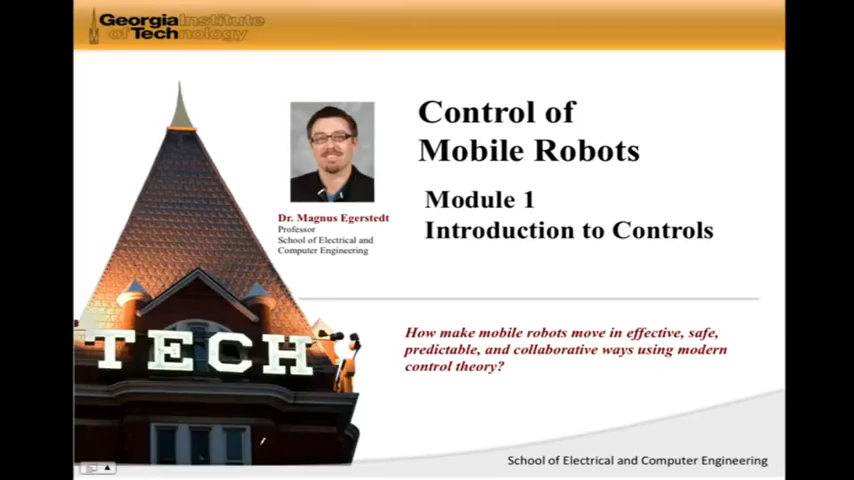 Georgia Institute
of Technology
Control of
Mobile Robots
Module 1
Introduction to Controls
Dr. Magnus Egerstedt
Professor
School of Electrical and
Computer Engineering
TECH
How make mobile robots move in effective, safe,
predictable, and collaborative ways using modern
control theory?
School of Electrical and Computer Engineering